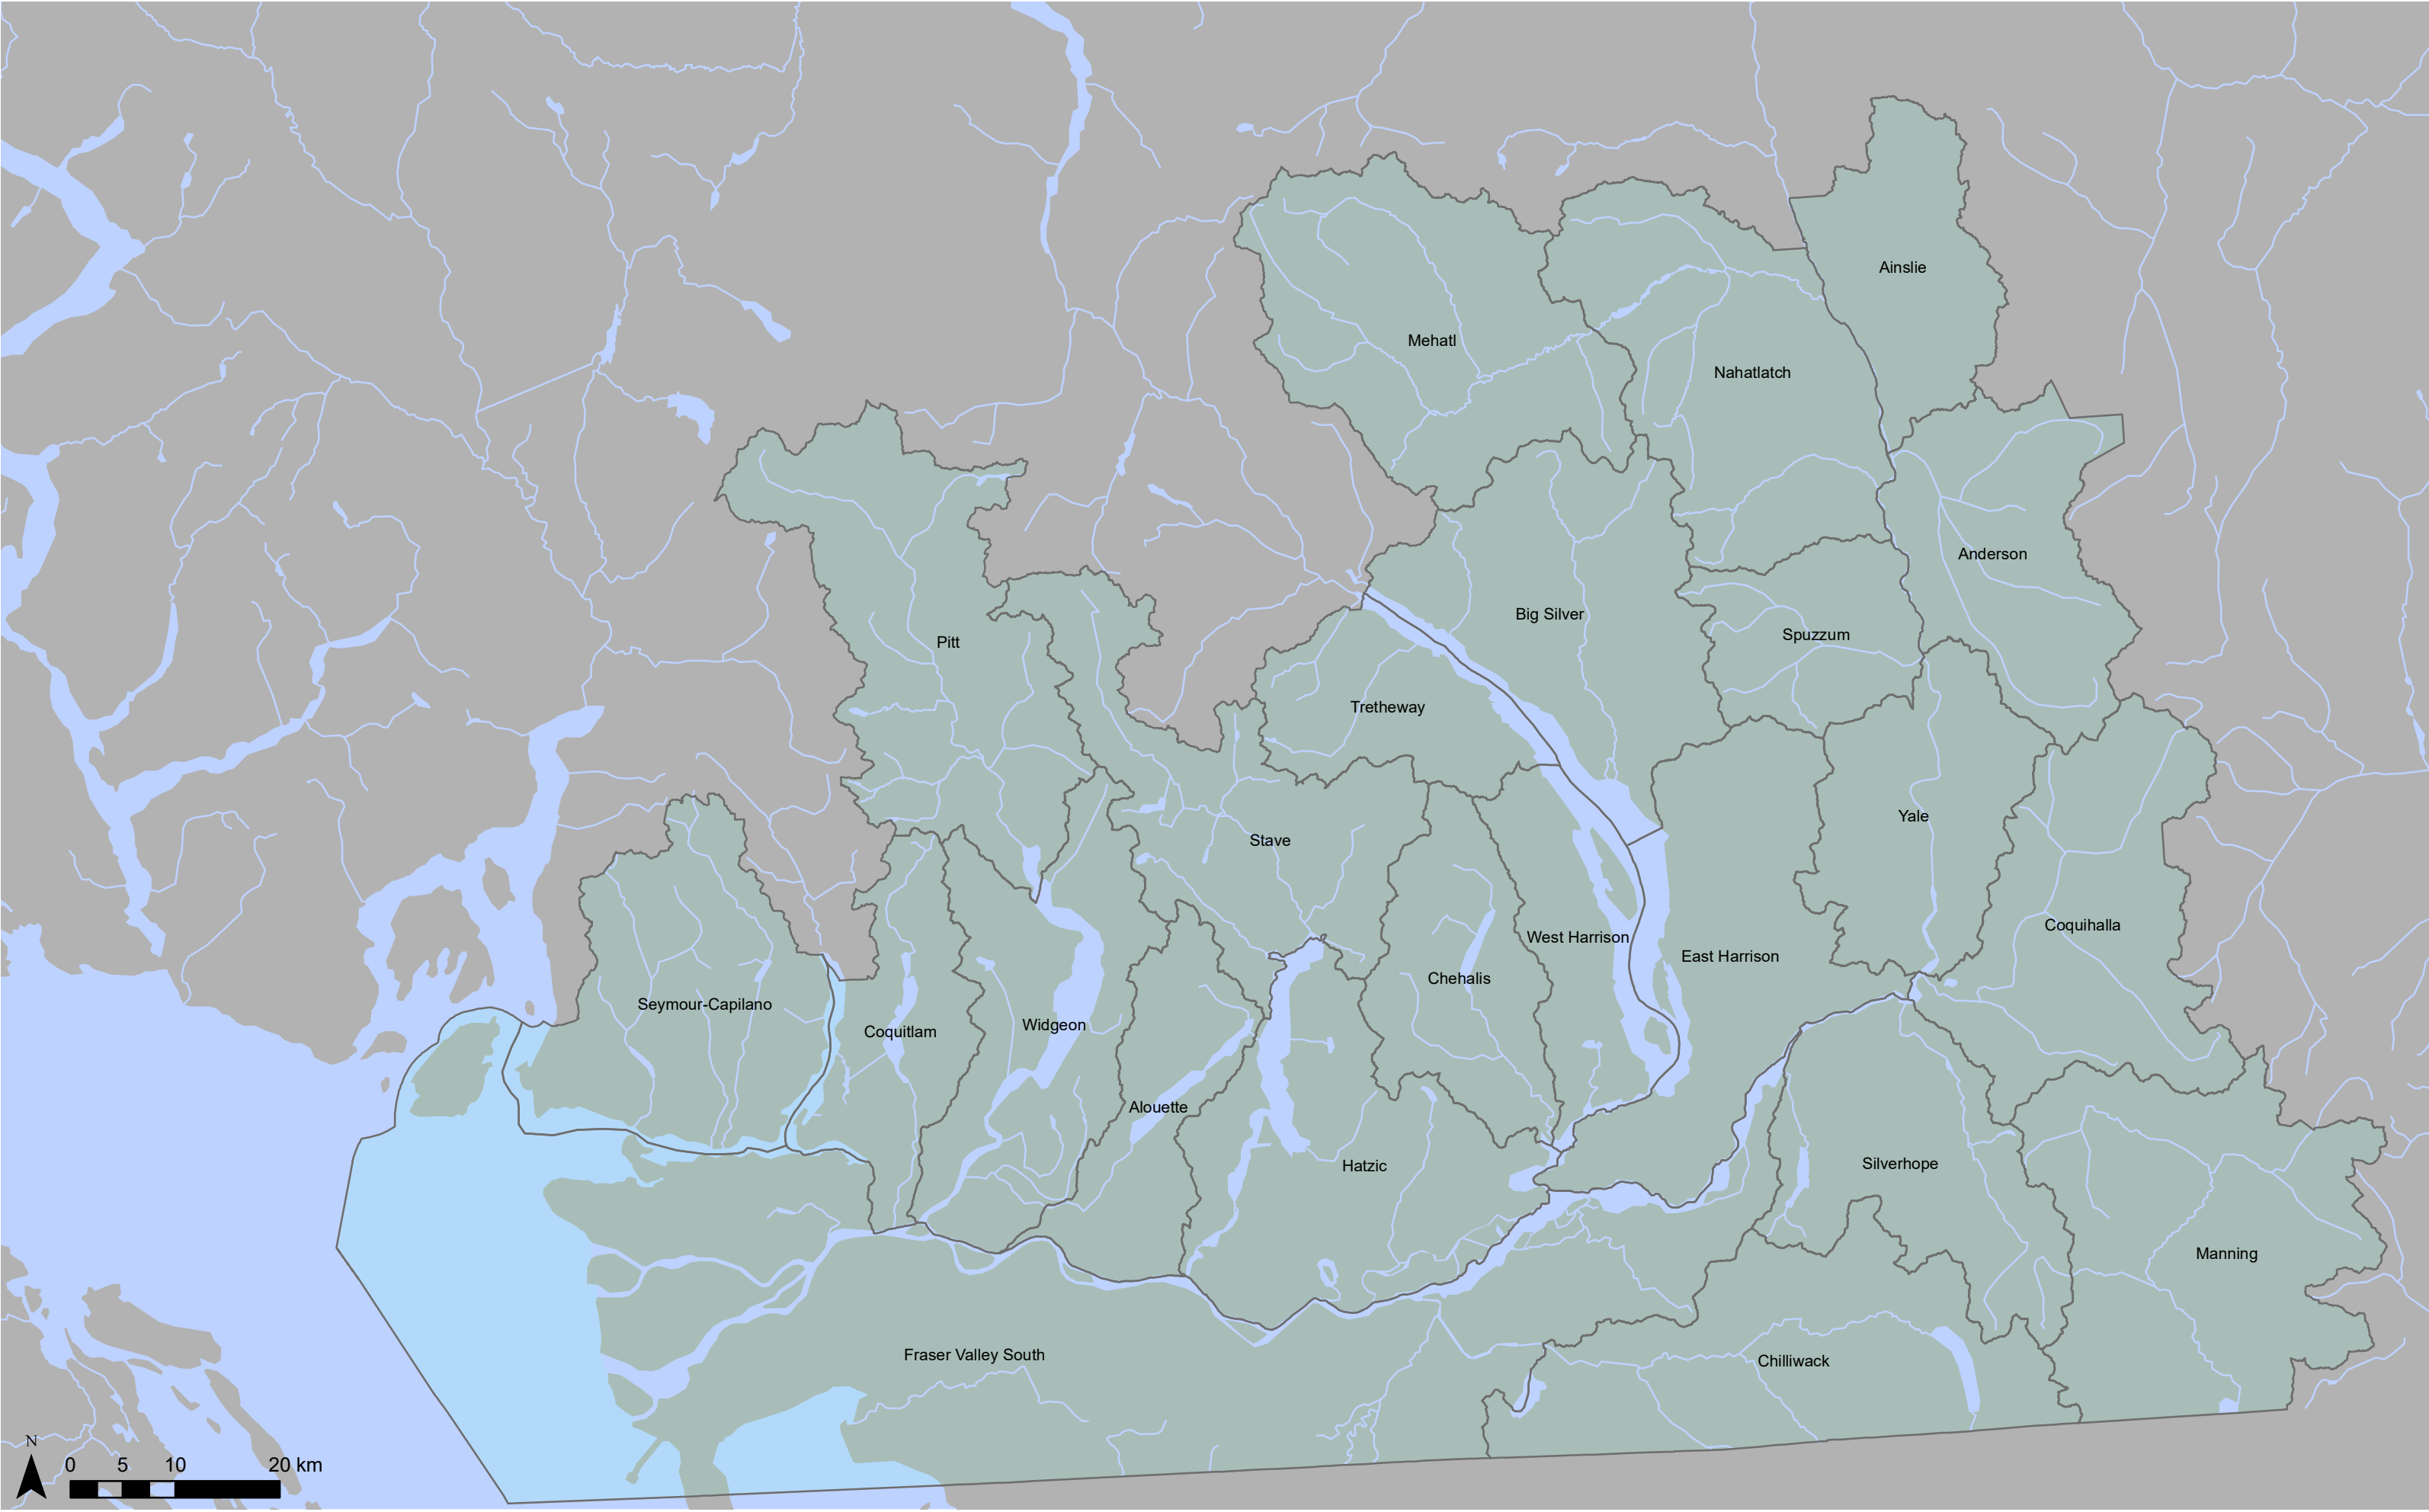 Ainslie
Mehatl
Nahatlatch
Anderson
Big Silver
Spuzzum
Pitt
Tretheway
Yale
Stave
Coquihalla
West Harrison
East Harrison
Chehalis
Seymour-Capilano
Widgeon
Coquitlam
Alouette
Hatzic
Silverhope
Manning
Fraser Valley South
Chilliwack
N
0 5 10 20 km